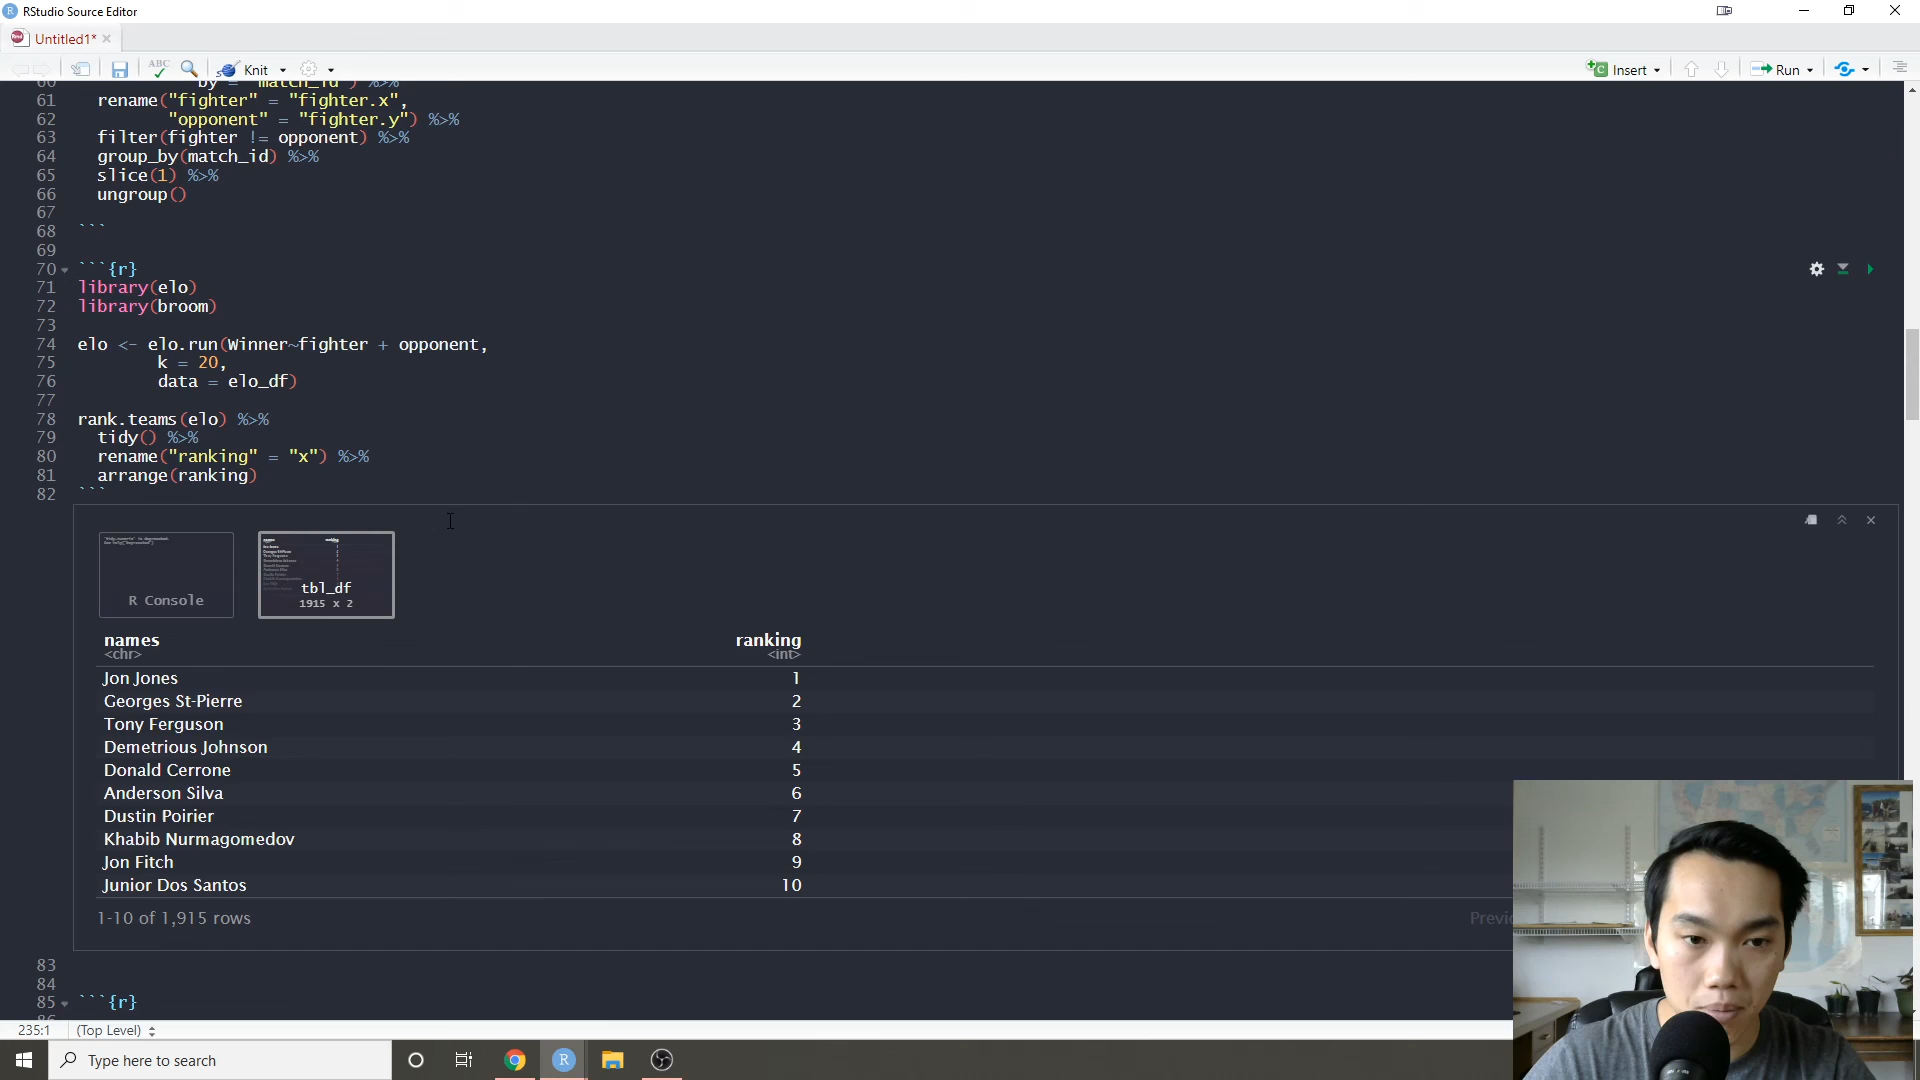 RStudio Source Editor
Untitled1*
ABC
Knit
Insert
Run
60 by = "match_id") %>%
61 rename("fighter" = "fighter.x",
62 "opponent" = "fighter.y") %>%
63 filter(fighter != opponent) %>%
64 group_by(match_id) %>%
65 slice(1) %>%
66 ungroup()
67
68 ```
69
70 ```{r}
71 library(elo)
72 library(broom)
73
74 elo <- elo.run(Winner~fighter + opponent,
75 k = 20,
76 data = elo_df)
77
78 rank.teams(elo) %>%
79 tidy() %>%
80 rename("ranking" = "x") %>%
81 arrange(ranking)
82 ```
R Console
names ranking
tbl_df
1915 x 2
names ranking
<chr> <int>
Jon Jones 1
Georges St-Pierre 2
Tony Ferguson 3
Demetrious Johnson 4
Donald Cerrone 5
Anderson Silva 6
Dustin Poirier 7
Khabib Nurmagomedov 8
Jon Fitch 9
Junior Dos Santos 10
1-10 of 1,915 rows Previ
83
84
85 ```{r}
86
235:1 (Top Level)
Type here to search